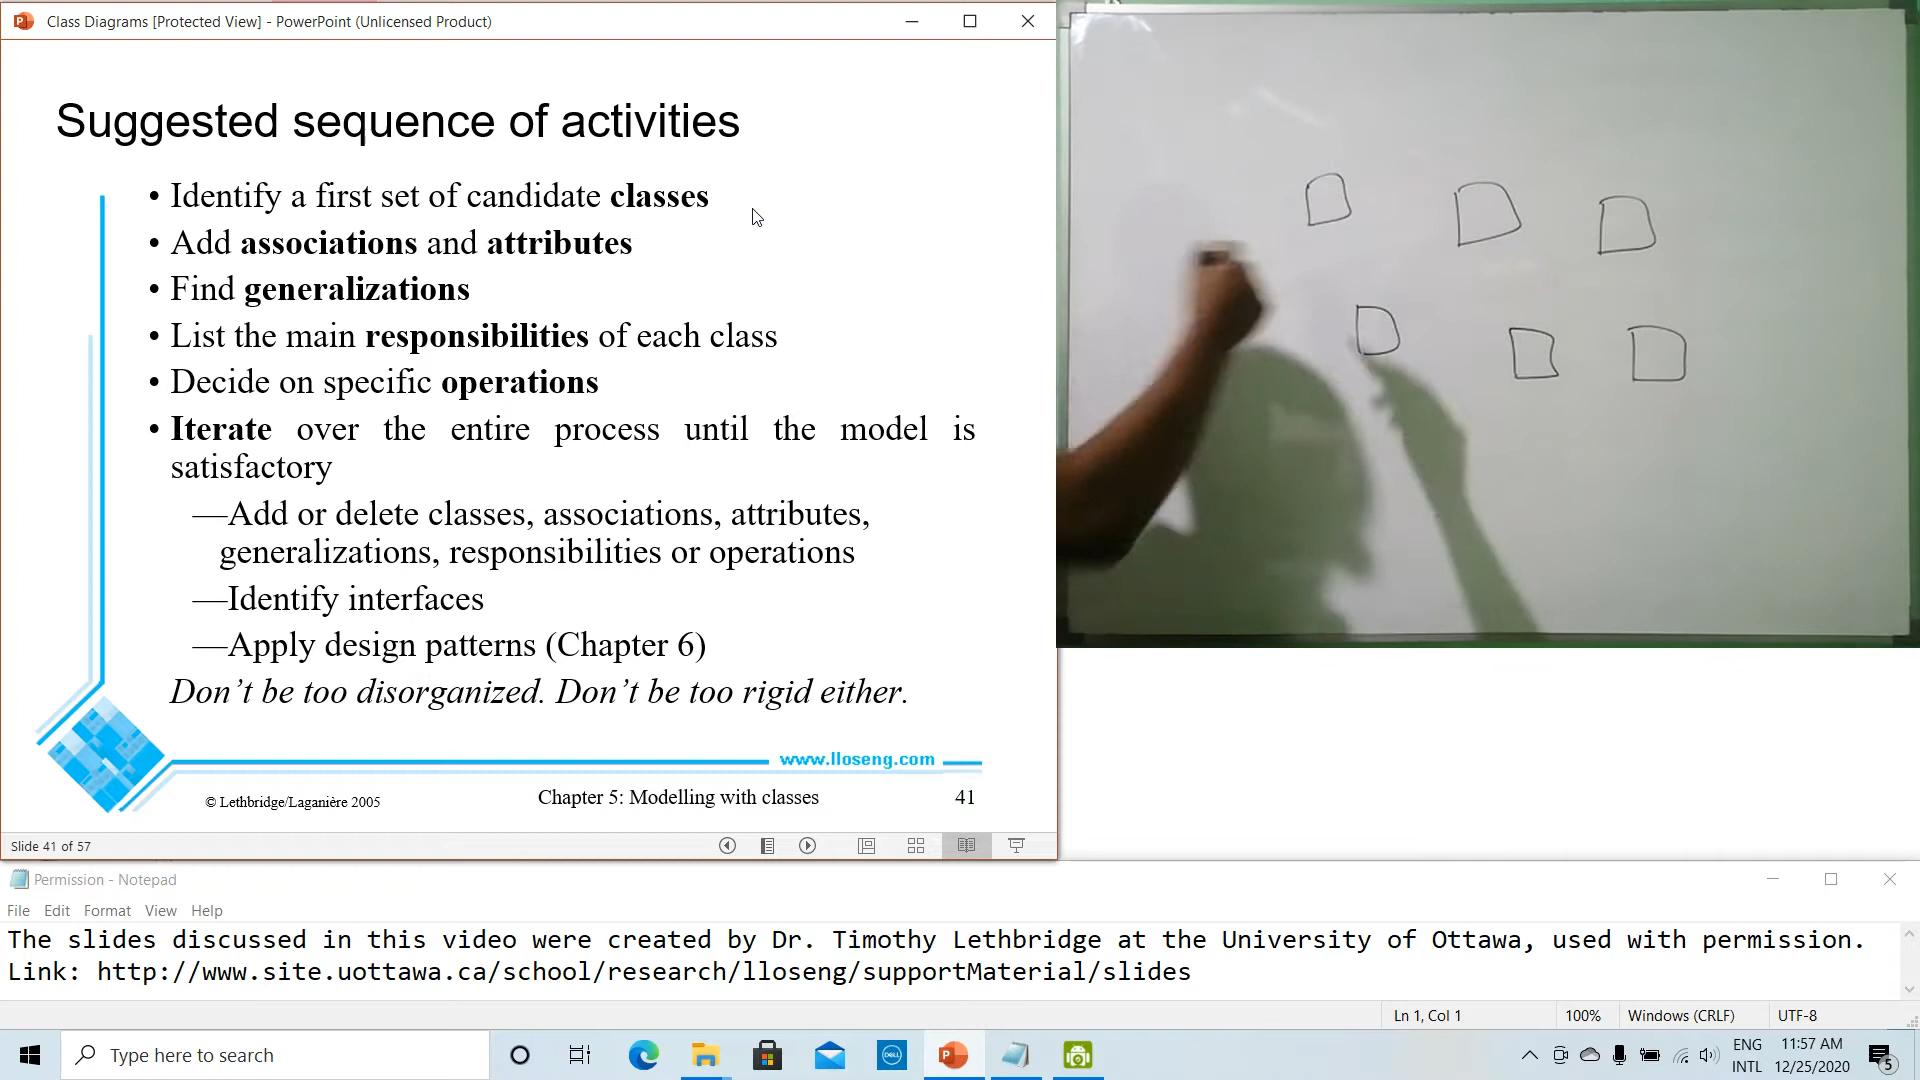 Class Diagrams [Protected View] - PowerPoint (Unlicensed Product)
Suggested sequence of activities
• Identify a first set of candidate classes
• Add associations and attributes
• Find generalizations
• List the main responsibilities of each class
• Decide on specific operations
• Iterate over the entire process until the model is
satisfactory
—Add or delete classes, associations, attributes,
generalizations, responsibilities or operations
—Identify interfaces
—Apply design patterns (Chapter 6)
Don't be too disorganized. Don't be too rigid either.
www.lloseng.com
© Lethbridge/Laganière 2005
Chapter 5: Modelling with classes
41
Slide 41 of 57
Permission - Notepad
File Edit Format View Help
The slides discussed in this video were created by Dr. Timothy Lethbridge at the University of Ottawa, used with permission.
Link: http://www.site.uottawa.ca/school/research/lloseng/supportMaterial/slides
Ln 1, Col 1
100%
Windows (CRLF)
UTF-8
Type here to search
DELL
ENG
INTL
11:57 AM
12/25/2020
5